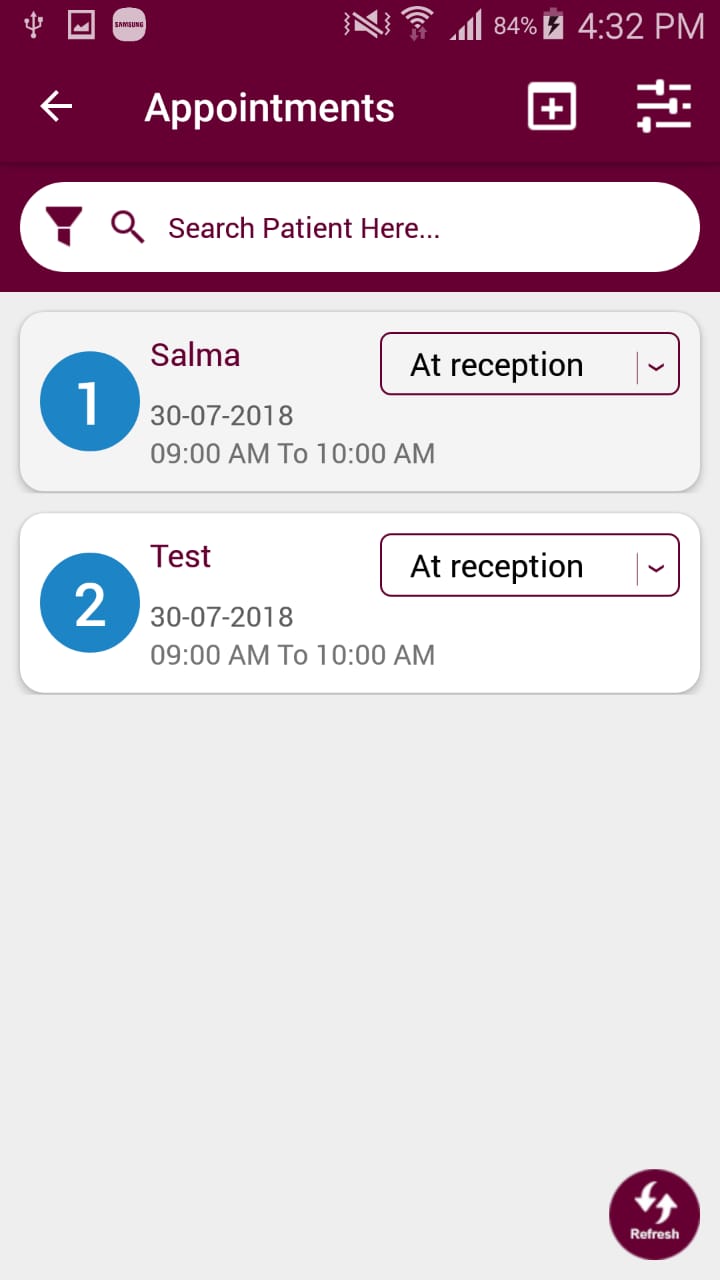 SAMSUNG 84% 4:32 PM
Appointments
Search Patient Here...
Salma
At reception
1
30-07-2018
09:00 AM To 10:00 AM
Test
At reception
2
30-07-2018
09:00 AM To 10:00 AM
Refresh